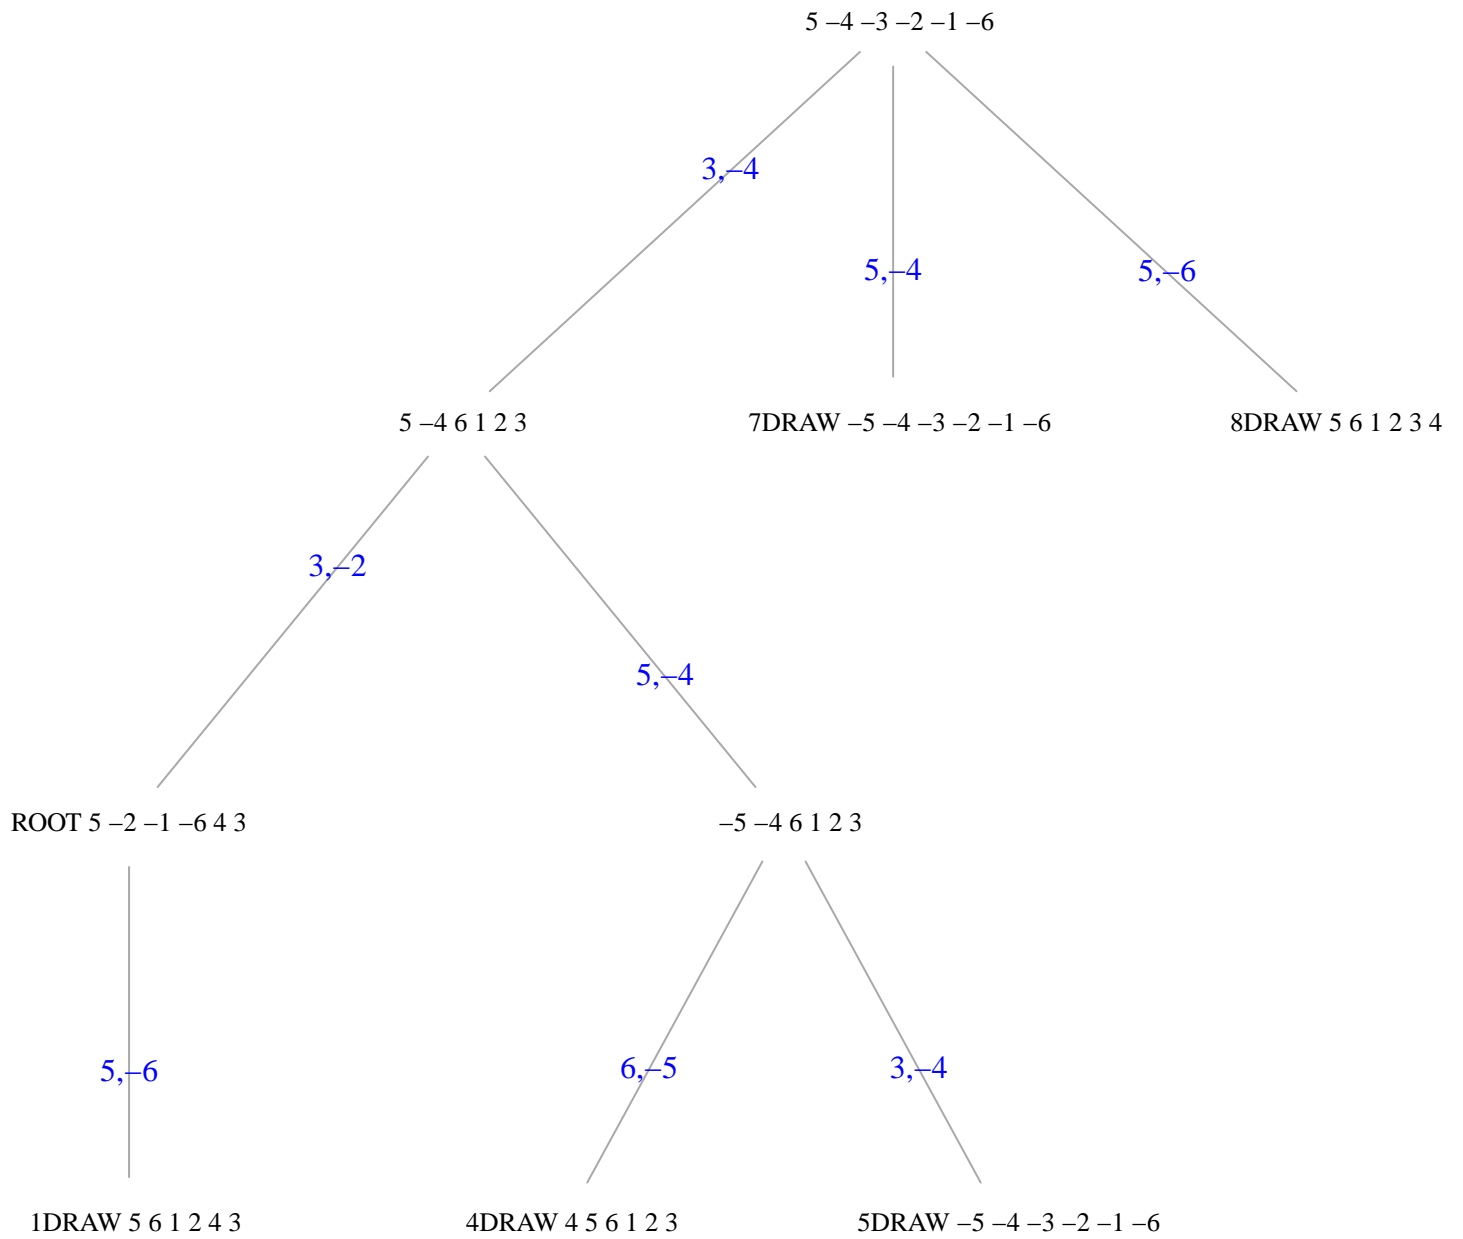 5 –4 –3 –2 –1 –6
3,–4
5,–4
5,–6
5 –4 6 1 2 3
7DRAW –5 –4 –3 –2 –1 –6
8DRAW 5 6 1 2 3 4
3,–2
5,–4
ROOT 5 –2 –1 –6 4 3
–5 –4 6 1 2 3
5,–6
6,–5
3,–4
1DRAW 5 6 1 2 4 3
4DRAW 4 5 6 1 2 3
5DRAW –5 –4 –3 –2 –1 –6